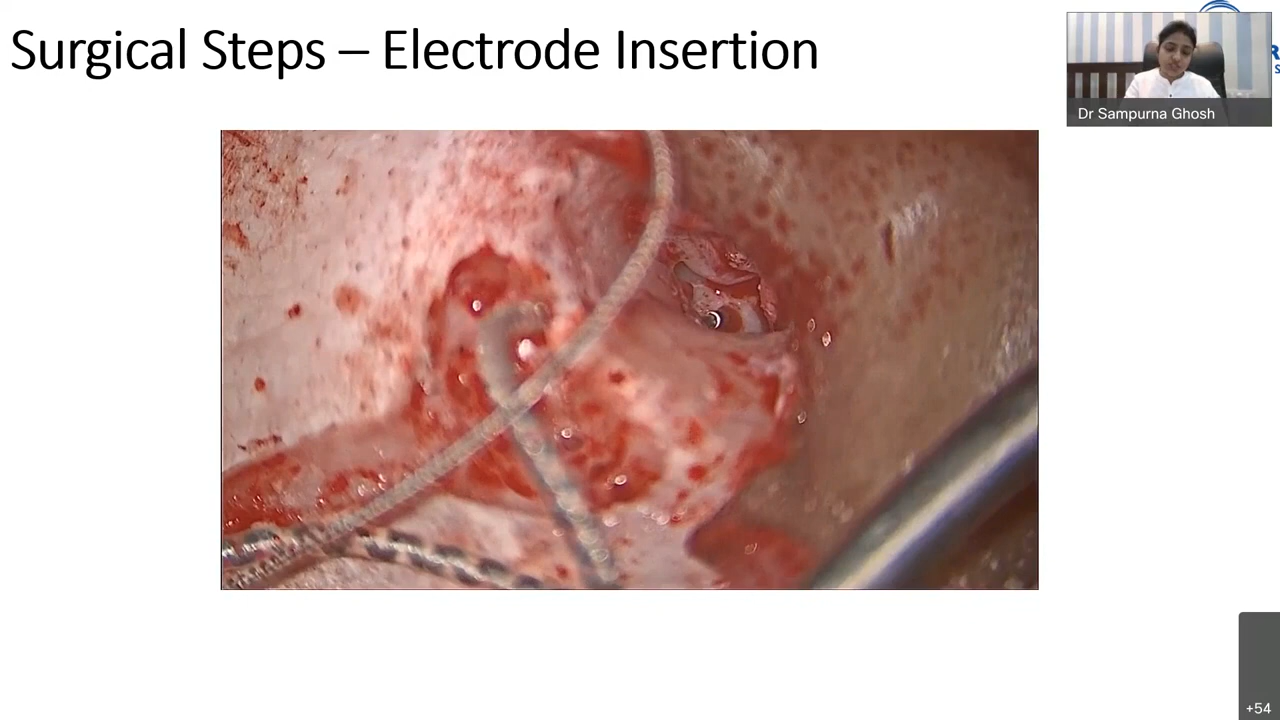 Surgical Steps – Electrode Insertion
R
S
Dr Sampurna Ghosh
+54